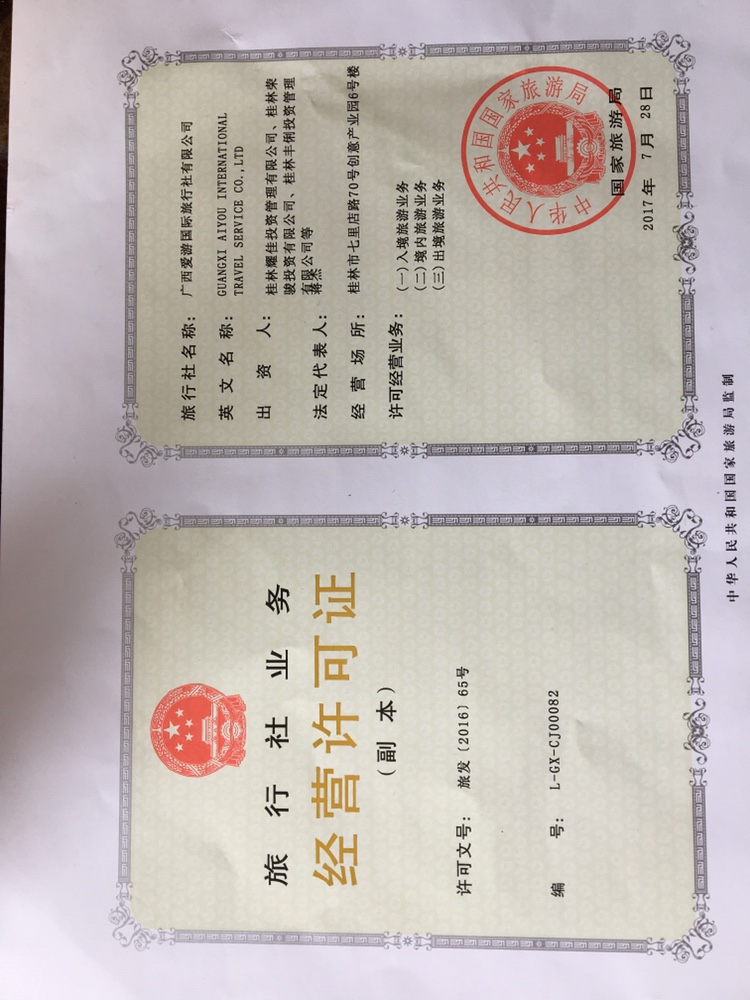 旅行社业务
经营许可证
（副本）
许可文号：旅发〔2016〕65号
编号：L-GX-CJ00082
旅行社名称：广西爱游国际旅行社有限公司
英文名称：GUANGXI AIYOU INTERNATIONAL
TRAVEL SERVICE CO.,LTD
出资人：桂林耀佳投资管理有限公司、桂林荣
骏投资有限公司、桂林丰俐投资管理
有限公司等
法定代表人：蒋杰
经营场所：桂林市七里店路70号创意产业园6号楼
许可经营业务：(一)入境旅游业务
(二)境内旅游业务
(三)出境旅游业务
中华人民共和国国家旅游局
国家旅游局
2017年 7月 28日
中华人民共和国国家旅游局监制